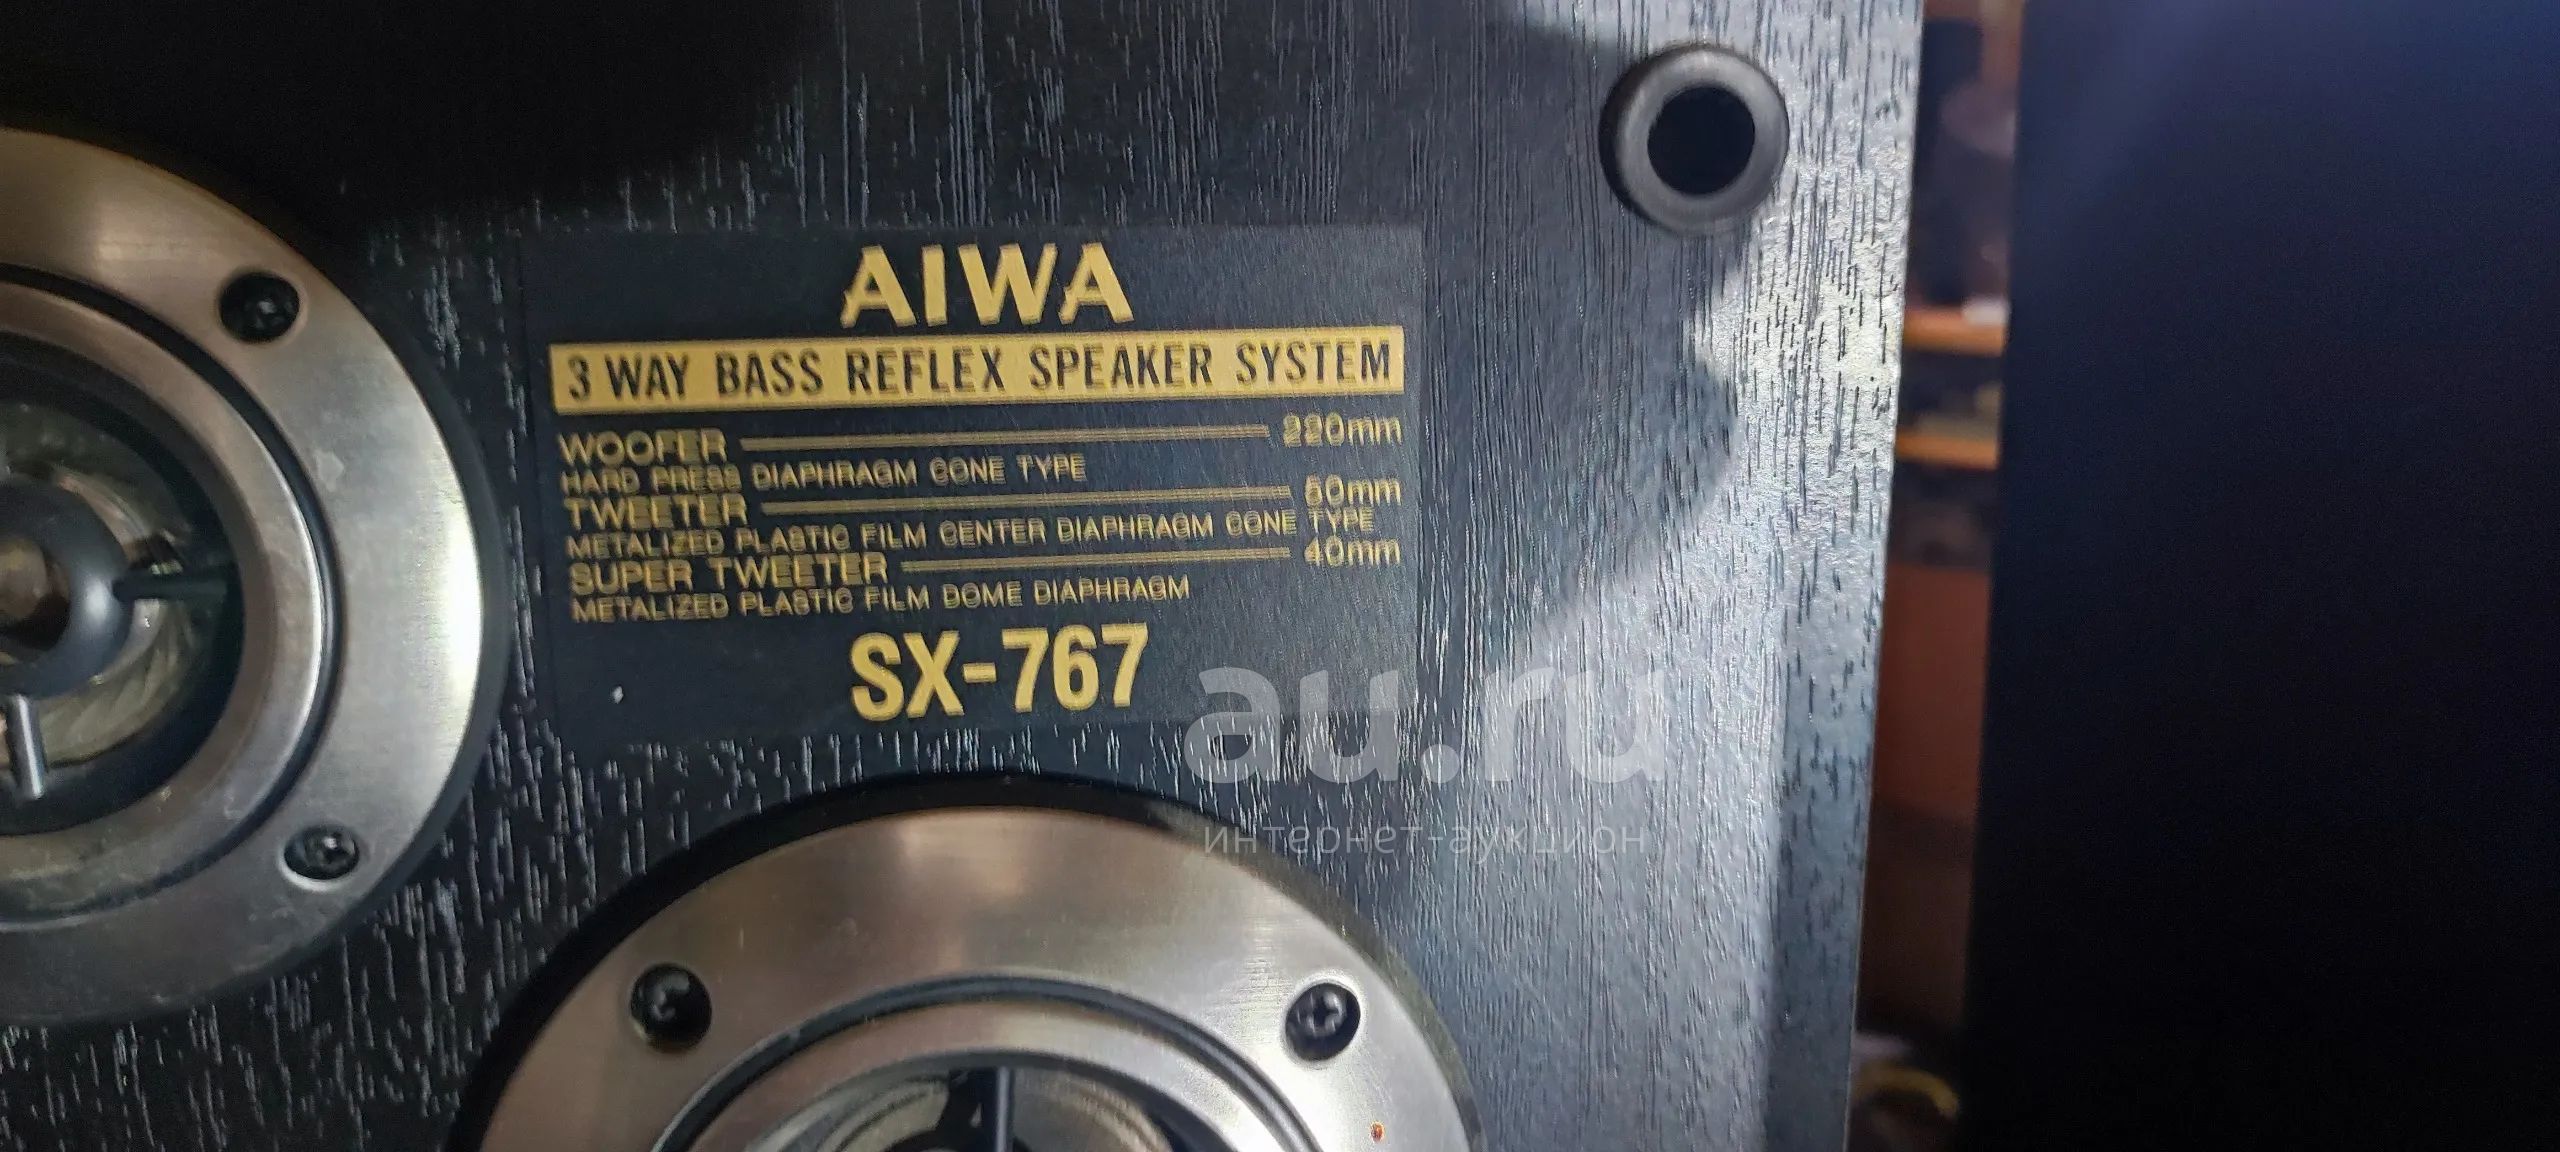 AIWA
3 WAY BASS REFLEX SPEAKER SYSTEM
WOOFER 220mm
HARD PRESS DIAPHRAGM CONE TYPE
TWEETER 60mm
METALIZED PLASTIC FILM CENTER DIAPHRAGM CONE TYPE
SUPER TWEETER 40mm
METALIZED PLASTIC FILM DOME DIAPHRAGM
SX-767
au.ru
интернет-аукцион